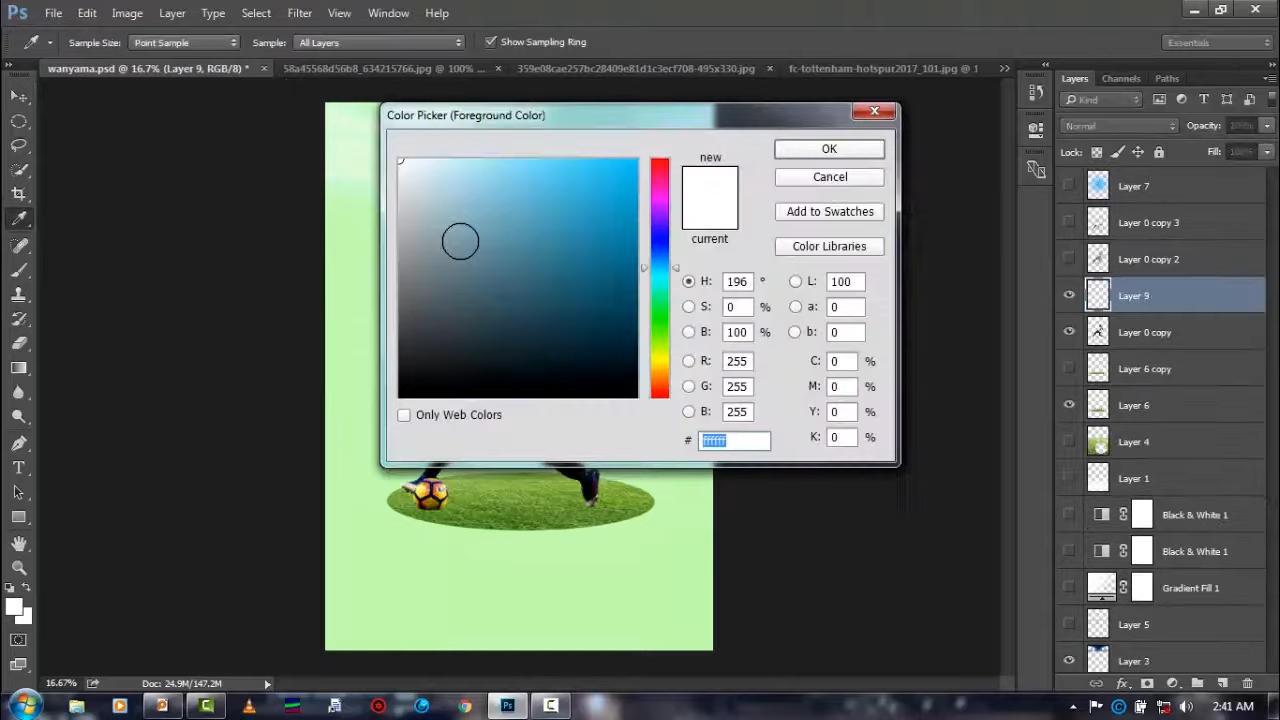 Ps File Edit Image Layer Type Select Filter View Window Help
Sample Size: Point Sample Sample: All Layers Show Sampling Ring Essentials
wanyama.psd @ 16.7% (Layer 9, RGB/8) * × 58a45568d56b8_634215766.jpg @ 100% ... × 359e08cae257bc28409e81d1c3ecf708-495x330.jpg × fc-tottenham-hotspur2017_101.jpg @ 1
Layers Channels Paths
Kind
Normal Opacity: 100%
Lock: Fill: 100%
Layer 7
Layer 0 copy 3
Layer 0 copy 2
Layer 9
Layer 0 copy
Layer 6 copy
Layer 6
Layer 4
Layer 1
Black & White 1
Black & White 1
Gradient Fill 1
Layer 5
Layer 3
Color Picker (Foreground Color)
new
current
OK
Cancel
Add to Swatches
Color Libraries
H: 196 ° L: 100
S: 0 % a: 0
B: 100 % b: 0
R: 255 C: 0 %
G: 255 M: 0 %
B: 255 Y: 0 %
# ffffff K: 0 %
Only Web Colors
16.67% Doc: 24.9M/147.2M
Ps C 2:41 AM